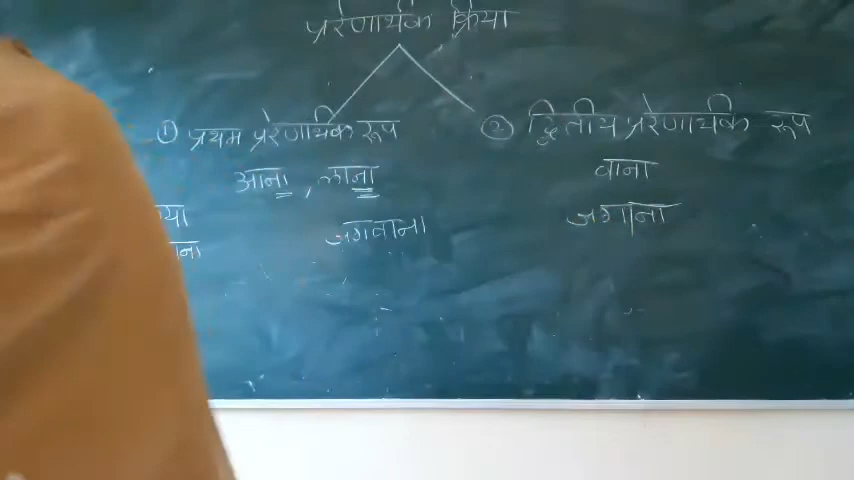 प्रेरणार्थक क्रिया
① प्रथम प्रेरणार्थक रूप
② द्वितीय प्रेरणार्थक रूप
आना , लाना
वाना
जगवाना
जगाना
ना